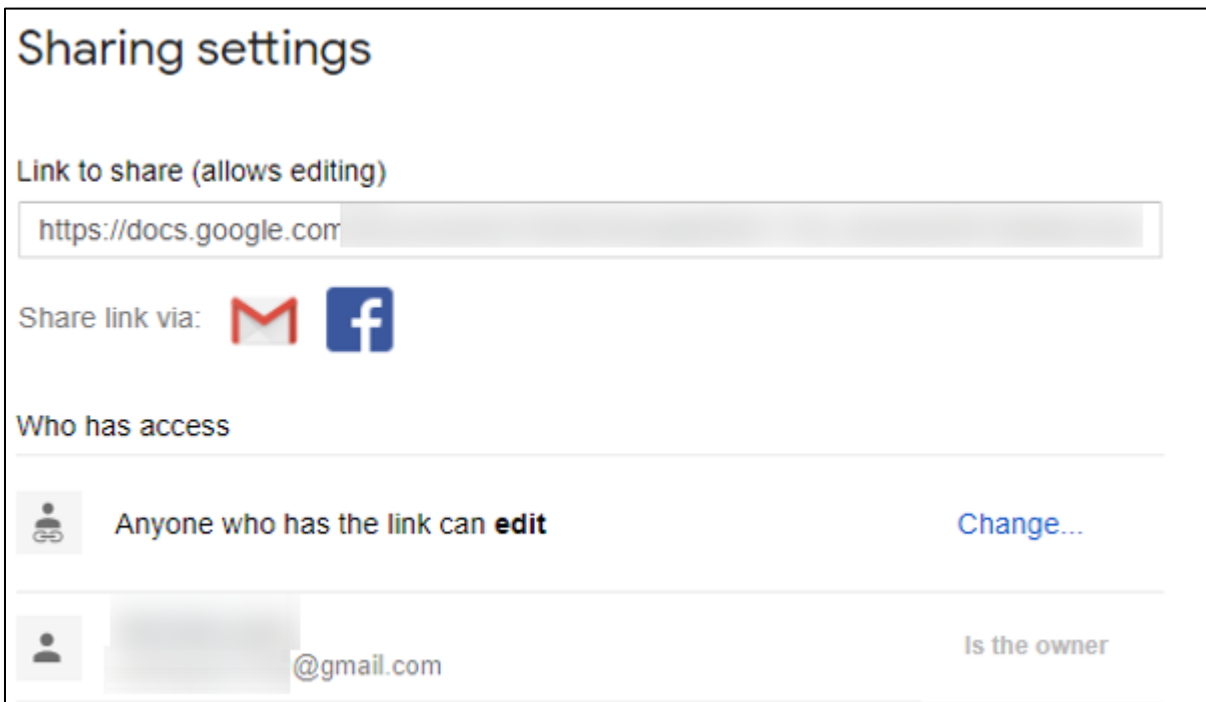 Sharing settings
Link to share (allows editing)
https://docs.google.com
Share link via:
Who has access
Anyone who has the link can edit
Change...
Is the owner
@gmail.com